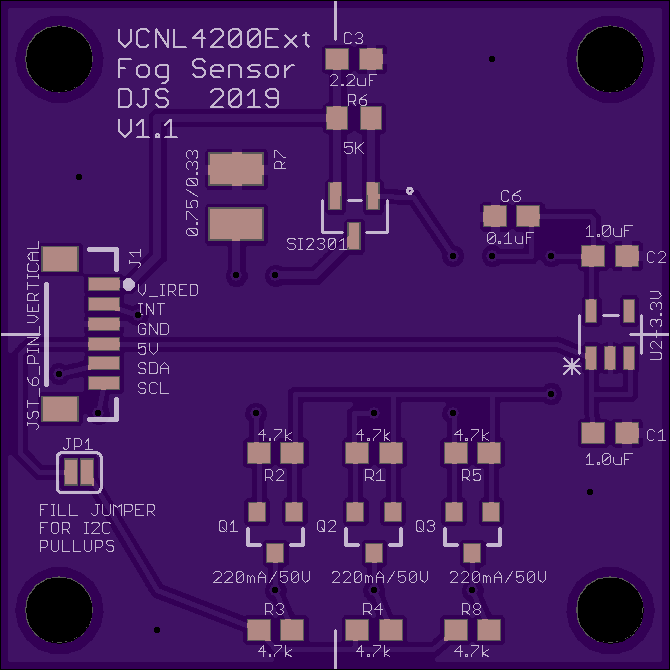 VCNL4200Ext
Fog Sensor
DJS 2019
V1.1
C3
2.2uF
R6
5K
R7
0.75/0.33
SI2301
C6
0.1uF
1.0uF
C2
U2+3.3V
C1
1.0uF
J1
JST_6_PIN_VERTICAL
V_IRED
INT
GND
5V
SDA
SCL
JP1
FILL JUMPER
FOR I2C
PULLUPS
4.7k
4.7k
4.7k
R2
R1
R5
Q1
Q2
Q3
220mA/50V
220mA/50V
220mA/50V
R3
R4
R8
4.7k
4.7k
4.7k